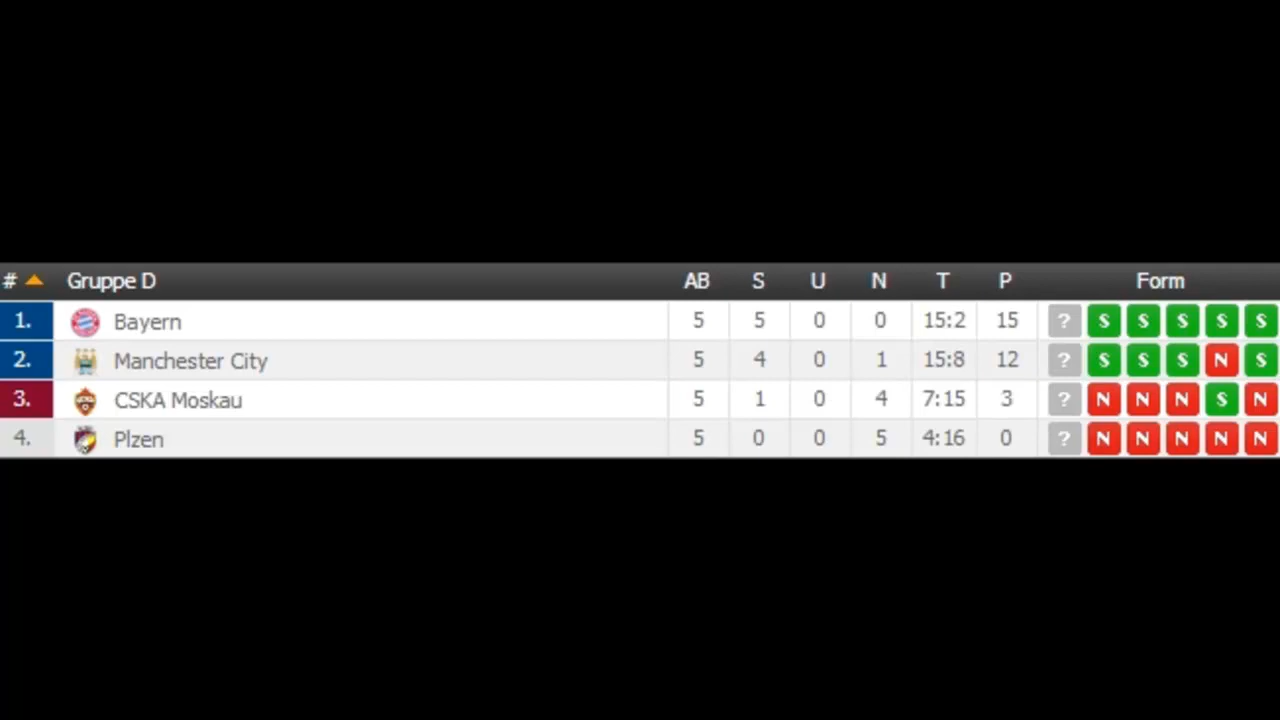 # Gruppe D AB S U N T P Form
1. Bayern 5 5 0 0 15:2 15 ? S S S S S
2. Manchester City 5 4 0 1 15:8 12 ? S S S N S
3. CSKA Moskau 5 1 0 4 7:15 3 ? N N N S N
4. Plzen 5 0 0 5 4:16 0 ? N N N N N